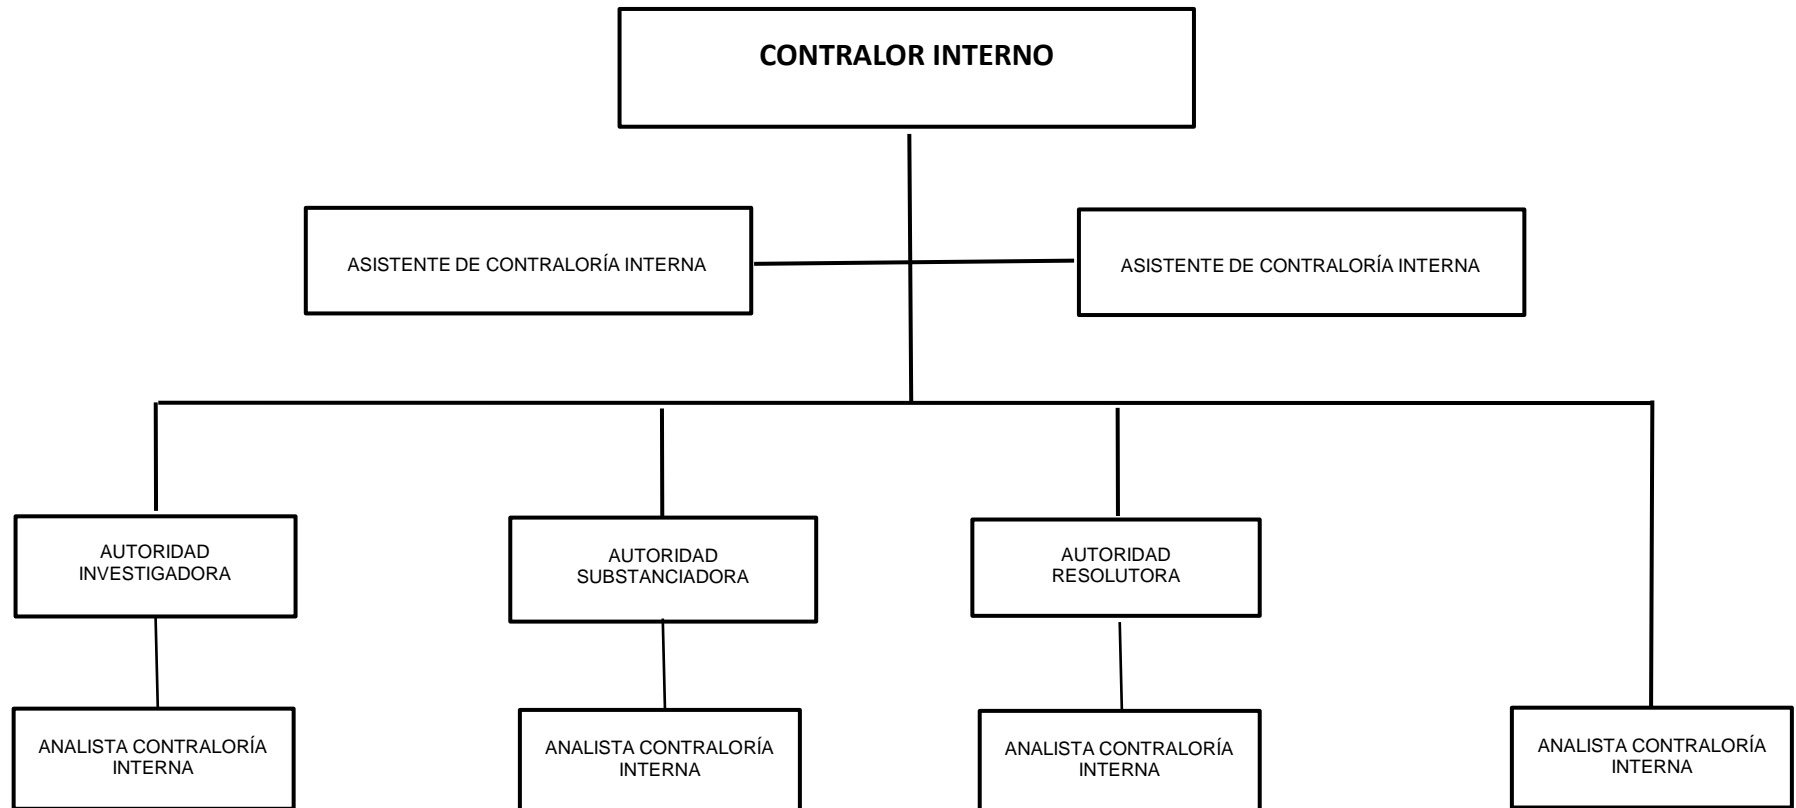 CONTRALOR INTERNO
ASISTENTE DE CONTRALORÍA INTERNA
ASISTENTE DE CONTRALORÍA INTERNA
AUTORIDAD
INVESTIGADORA
AUTORIDAD
SUBSTANCIADORA
AUTORIDAD
RESOLUTORA
ANALISTA CONTRALORÍA
INTERNA
ANALISTA CONTRALORÍA
INTERNA
ANALISTA CONTRALORÍA
INTERNA
ANALISTA CONTRALORÍA
INTERNA